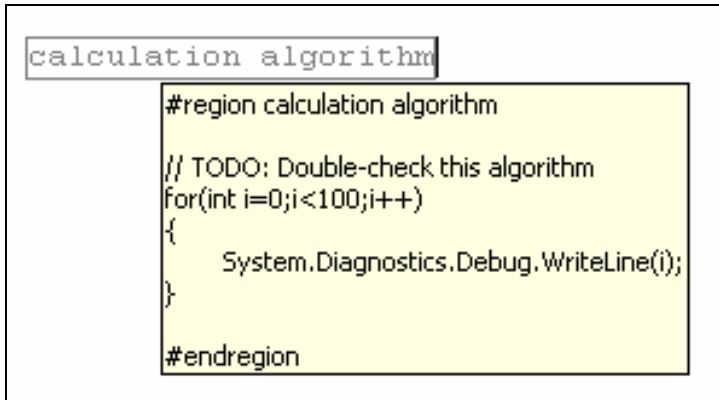 calculation algorithm
#region calculation algorithm
// TODO: Double-check this algorithm
for(int i=0;i<100;i++)
{
System.Diagnostics.Debug.WriteLine(i);
}
#endregion